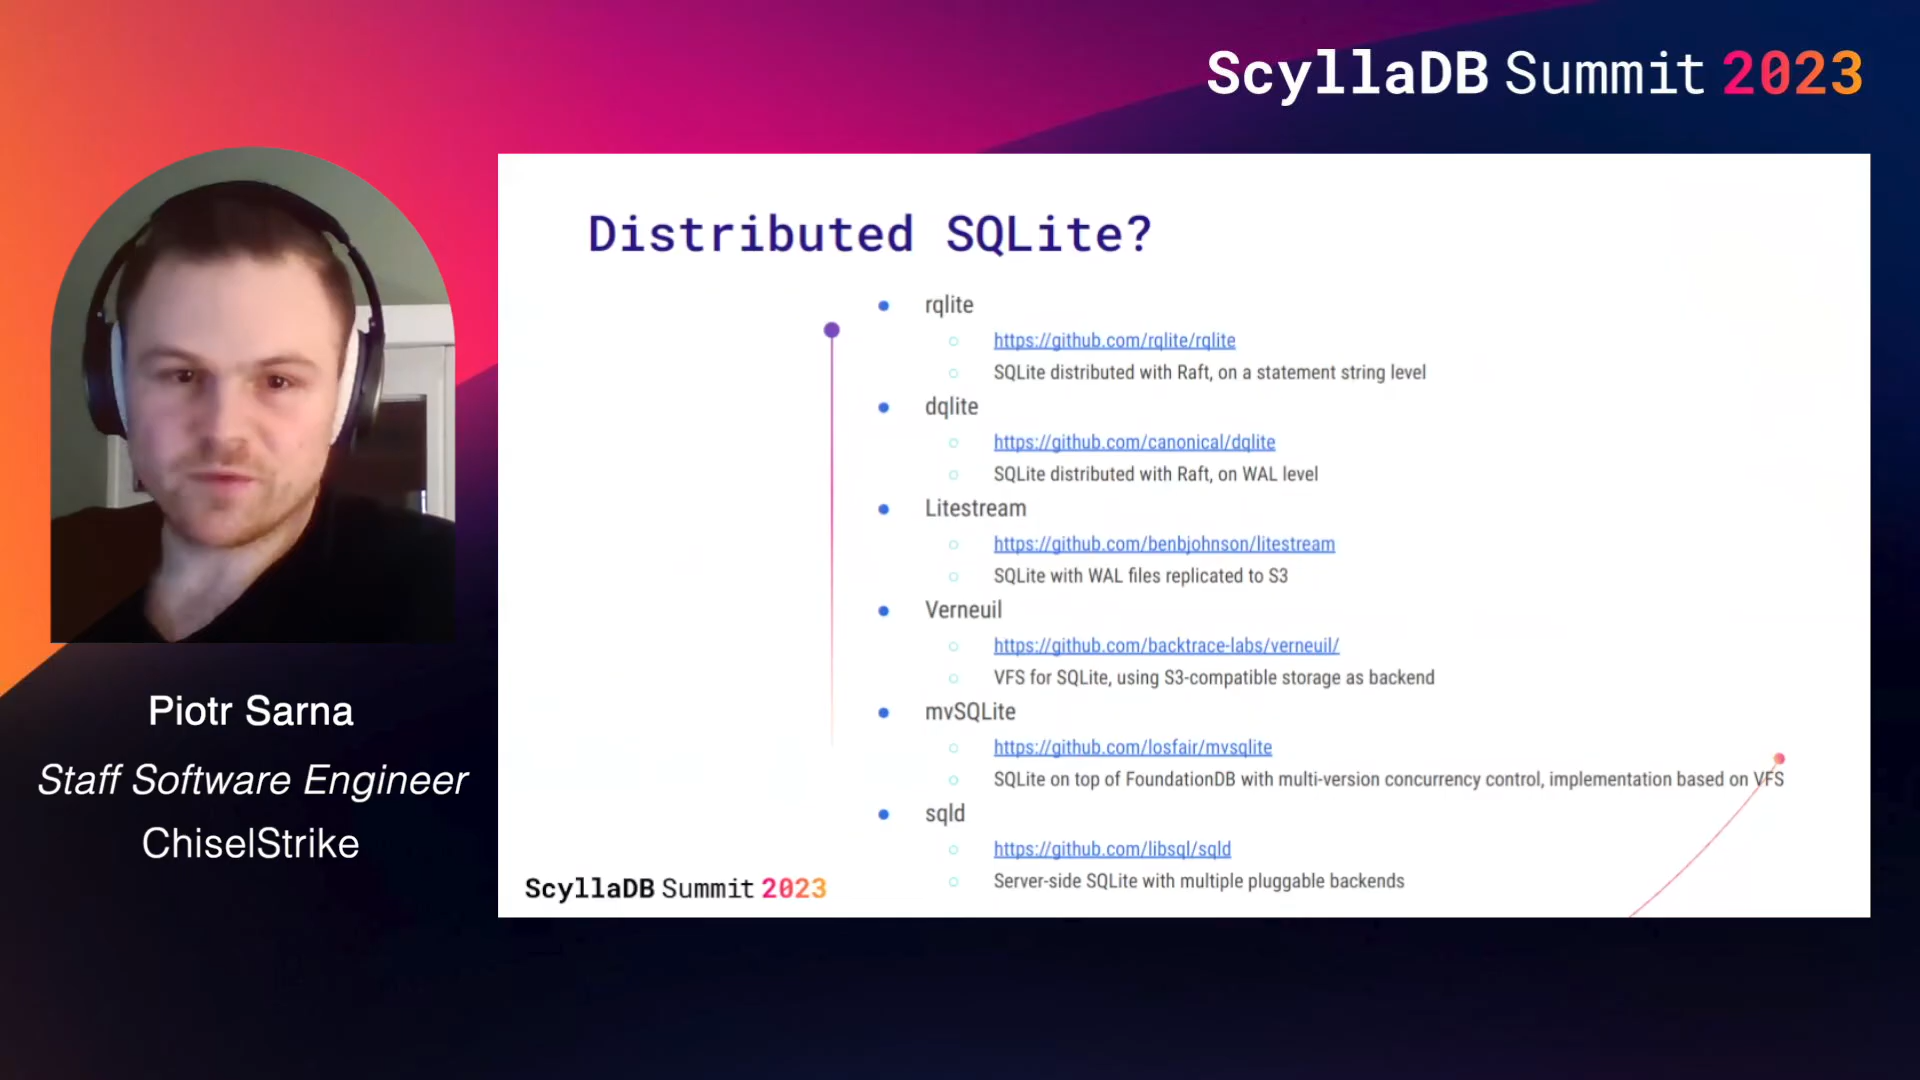 ScyllaDB Summit 2023
Distributed SQLite?
rqlite
https://github.com/rqlite/rqlite
SQLite distributed with Raft, on a statement string level
dqlite
https://github.com/canonical/dqlite
SQLite distributed with Raft, on WAL level
Litestream
https://github.com/benbjohnson/litestream
SQLite with WAL files replicated to S3
Verneuil
https://github.com/backtrace-labs/verneuil/
VFS for SQLite, using S3-compatible storage as backend
mvSQLite
https://github.com/losfair/mvsqlite
SQLite on top of FoundationDB with multi-version concurrency control, implementation based on VFS
sqld
https://github.com/libsql/sqld
Server-side SQLite with multiple pluggable backends
ScyllaDB Summit 2023
Piotr Sarna
Staff Software Engineer
ChiselStrike